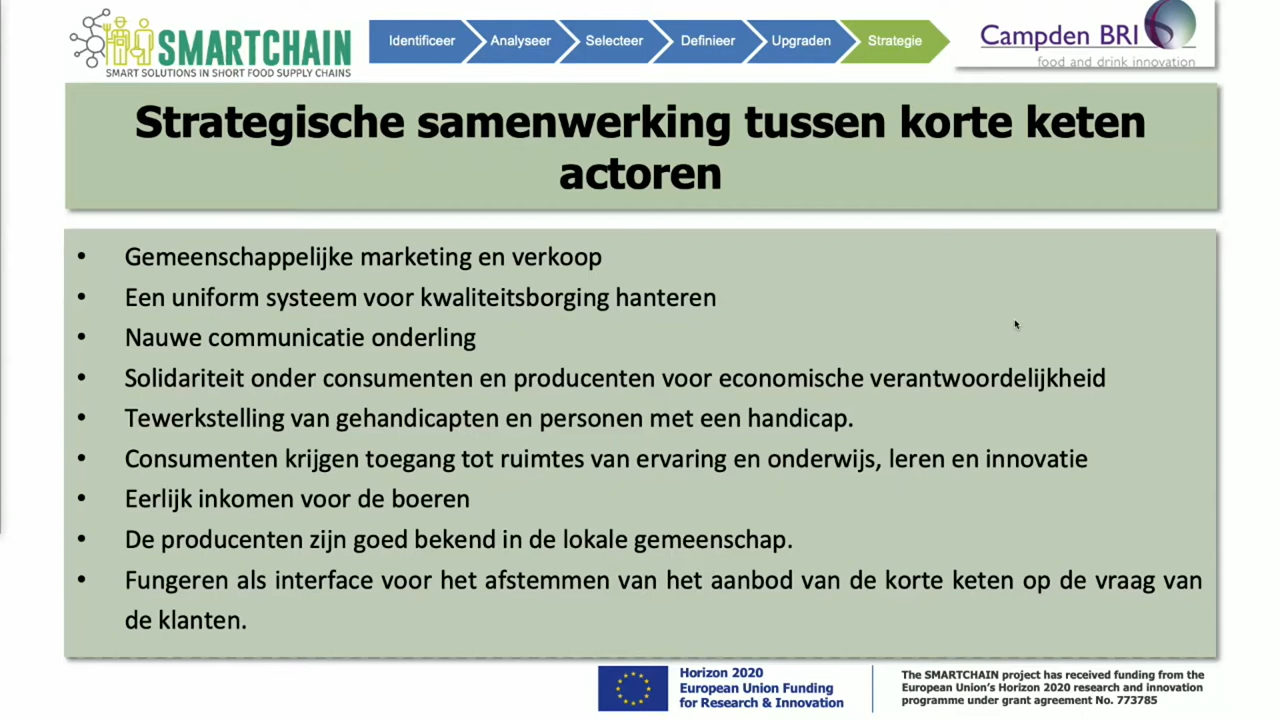 SMARTCHAIN
SMART SOLUTIONS IN SHORT FOOD SUPPLY CHAINS
Identificeer
Analyseer
Selecteer
Definieer
Upgraden
Strategie
Campden BRI
food and drink innovation
Strategische samenwerking tussen korte keten
actoren
• Gemeenschappelijke marketing en verkoop
• Een uniform systeem voor kwaliteitsborging hanteren
• Nauwe communicatie onderling
• Solidariteit onder consumenten en producenten voor economische verantwoordelijkheid
• Tewerkstelling van gehandicapten en personen met een handicap.
• Consumenten krijgen toegang tot ruimtes van ervaring en onderwijs, leren en innovatie
• Eerlijk inkomen voor de boeren
• De producenten zijn goed bekend in de lokale gemeenschap.
• Fungeren als interface voor het afstemmen van het aanbod van de korte keten op de vraag van
de klanten.
Horizon 2020
European Union Funding
for Research & Innovation
The SMARTCHAIN project has received funding from the
European Union's Horizon 2020 research and innovation
programme under grant agreement No. 773785